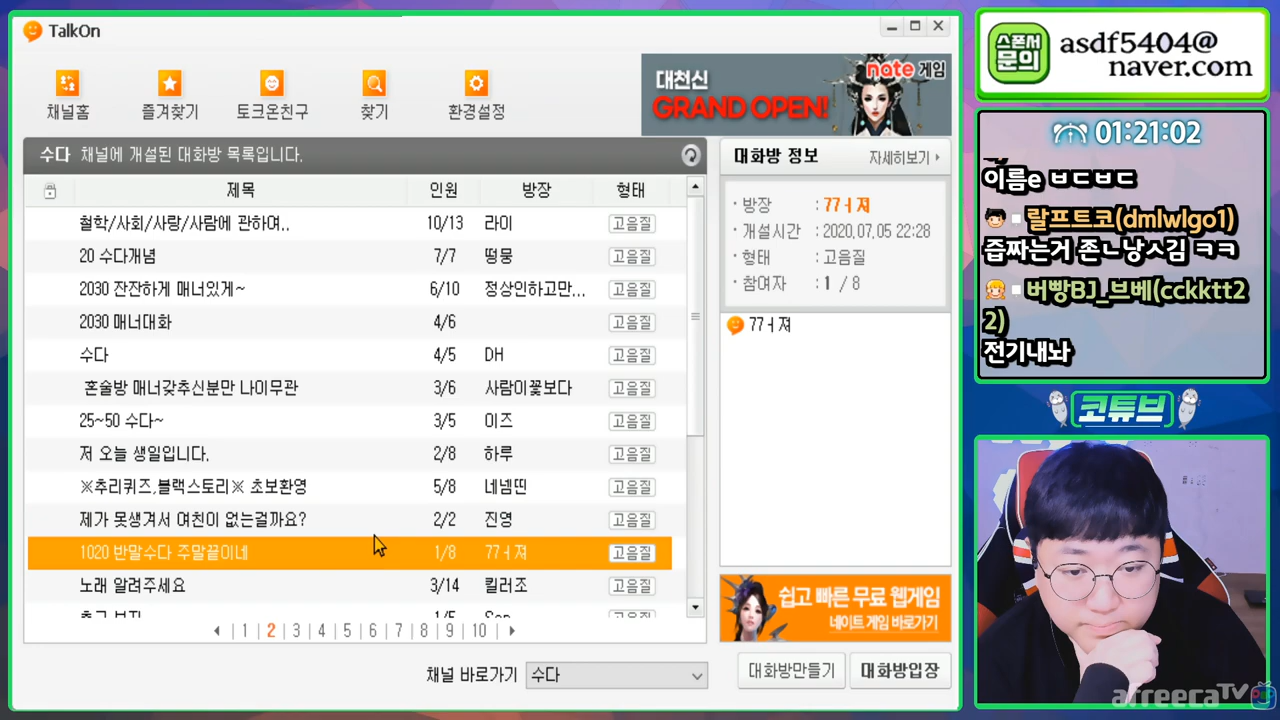 TalkOn
채널홈
즐겨찾기
토크온친구
찾기
환경설정
대천신
GRAND OPEN!
note 게임
수다 채널에 개설된 대화방 목록입니다.
제목 인원 방장 형태
철학/사회/사랑/사람에 관하여.. 10/13 라이 고음질
20 수다개념 7/7 떵뭉 고음질
2030 잔잔하게 매너있게~ 6/10 정상인하고만... 고음질
2030 매너대화 4/6 고음질
수다 4/5 DH 고음질
혼술방 매너갖추신분만 나이무관 3/6 사람이꽃보다 고음질
25~50 수다~ 3/5 이즈 고음질
저 오늘 생일입니다. 2/8 하루 고음질
※추리퀴즈,블랙스토리※ 초보환영 5/8 네넴띤 고음질
제가 못생겨서 여친이 없는걸까요? 2/2 진영 고음질
1020 반말수다 주말끝이네 1/8 77ㅓ져 고음질
노래 알려주세요 3/14 킬러조 고음질
1 2 3 4 5 6 7 8 9 10
채널 바로가기 수다
대화방 정보 자세히보기
· 방장 : 77ㅓ져
· 개설시간 : 2020.07.05 22:28
· 형태 : 고음질
· 참여자 : 1 / 8
77ㅓ져
쉽고 빠른 무료 웹게임
네이트 게임 바로가기
대화방만들기
대화방입장
스폰서
문의
asdf5404@
naver.com
01:21:02
이름e ㅂㄷㅂㄷ
랄프트코(dmlwlgo1)
즙짜는거 존ㄴ낭ㅅ김 ㅋㅋ
버빵BJ_브베(cckktt2
2)
전기내놔
코튜브
afreecaTV